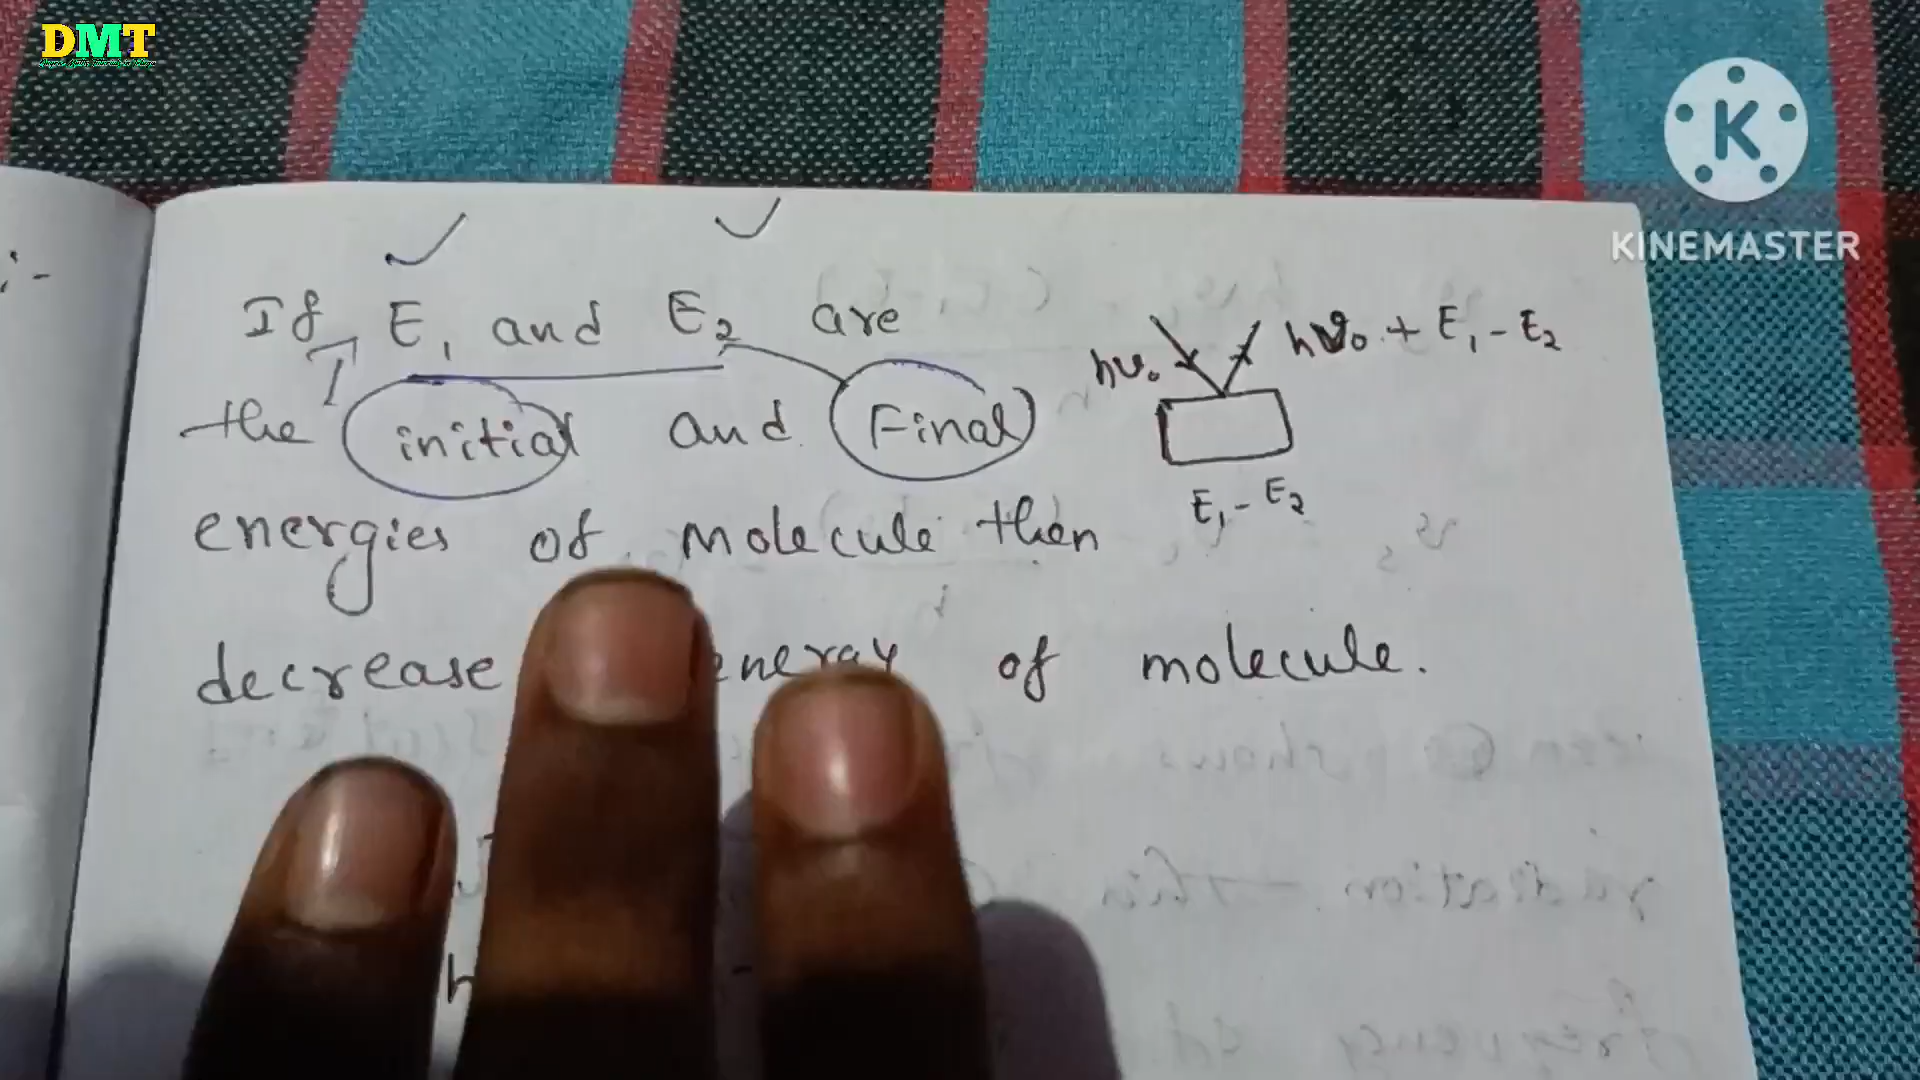 DMT
KINEMASTER
:-
If E₁ and E₂ are
the initial and Final
energies of molecule then
decrease energy of molecule.
hν₀
hν₀ + E₁ - E₂
E₁ - E₂
h